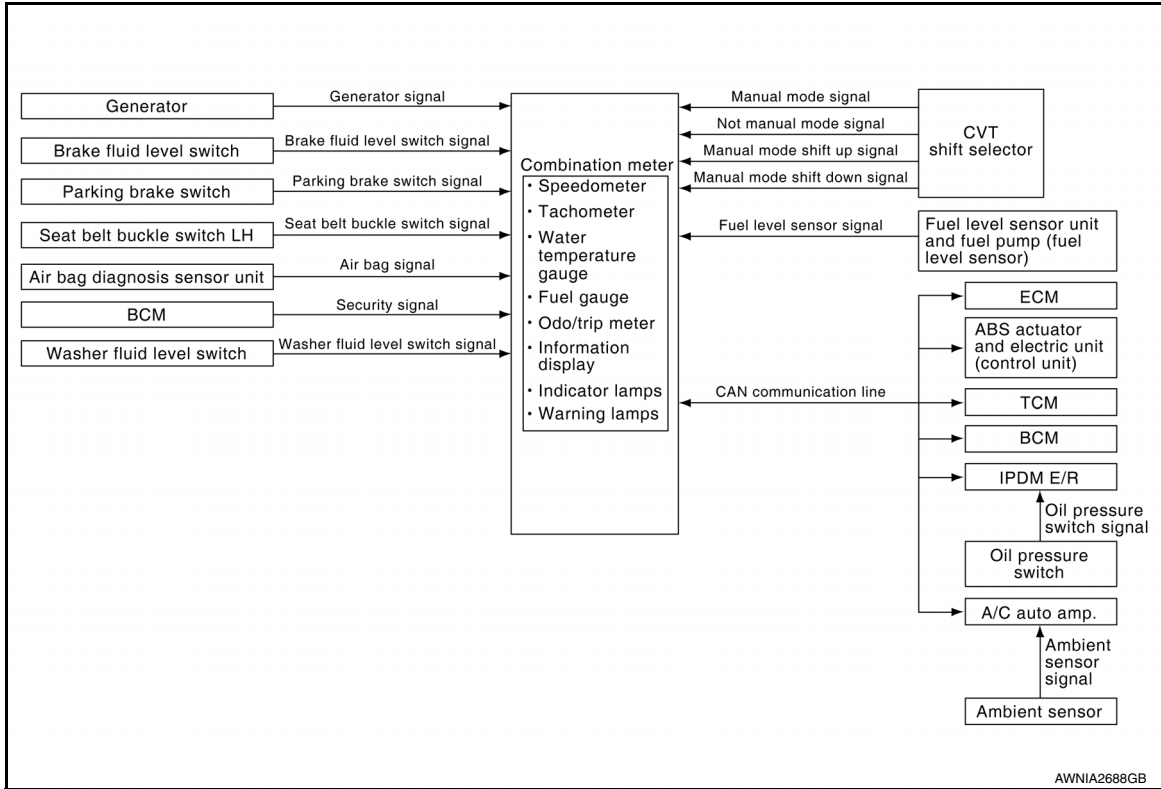 Generator
Generator signal
Brake fluid level switch
Brake fluid level switch signal
Parking brake switch
Parking brake switch signal
Seat belt buckle switch LH
Seat belt buckle switch signal
Air bag diagnosis sensor unit
Air bag signal
BCM
Security signal
Washer fluid level switch
Washer fluid level switch signal
Combination meter
· Speedometer
· Tachometer
· Water
temperature
gauge
· Fuel gauge
· Odo/trip meter
· Information
display
· Indicator lamps
· Warning lamps
Manual mode signal
Not manual mode signal
Manual mode shift up signal
Manual mode shift down signal
CVT
shift selector
Fuel level sensor signal
Fuel level sensor unit
and fuel pump (fuel
level sensor)
CAN communication line
ECM
ABS actuator
and electric unit
(control unit)
TCM
BCM
IPDM E/R
Oil pressure
switch signal
Oil pressure
switch
A/C auto amp.
Ambient
sensor
signal
Ambient sensor
AWNIA2688GB